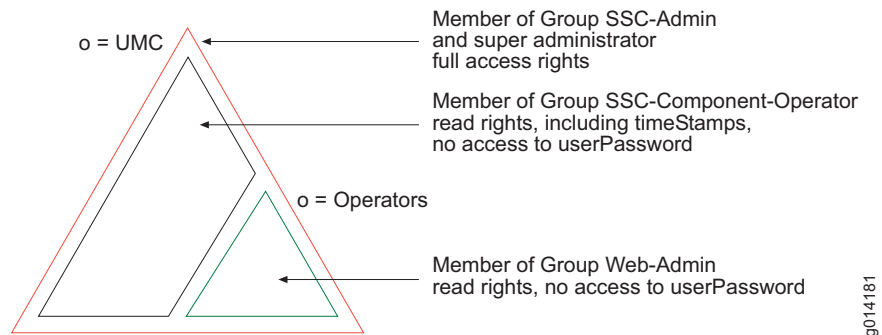 o = UMC
Member of Group SSC-Admin
and super administrator
full access rights
Member of Group SSC-Component-Operator
read rights, including timeStamps,
no access to userPassword
o = Operators
Member of Group Web-Admin
read rights, no access to userPassword
g014181